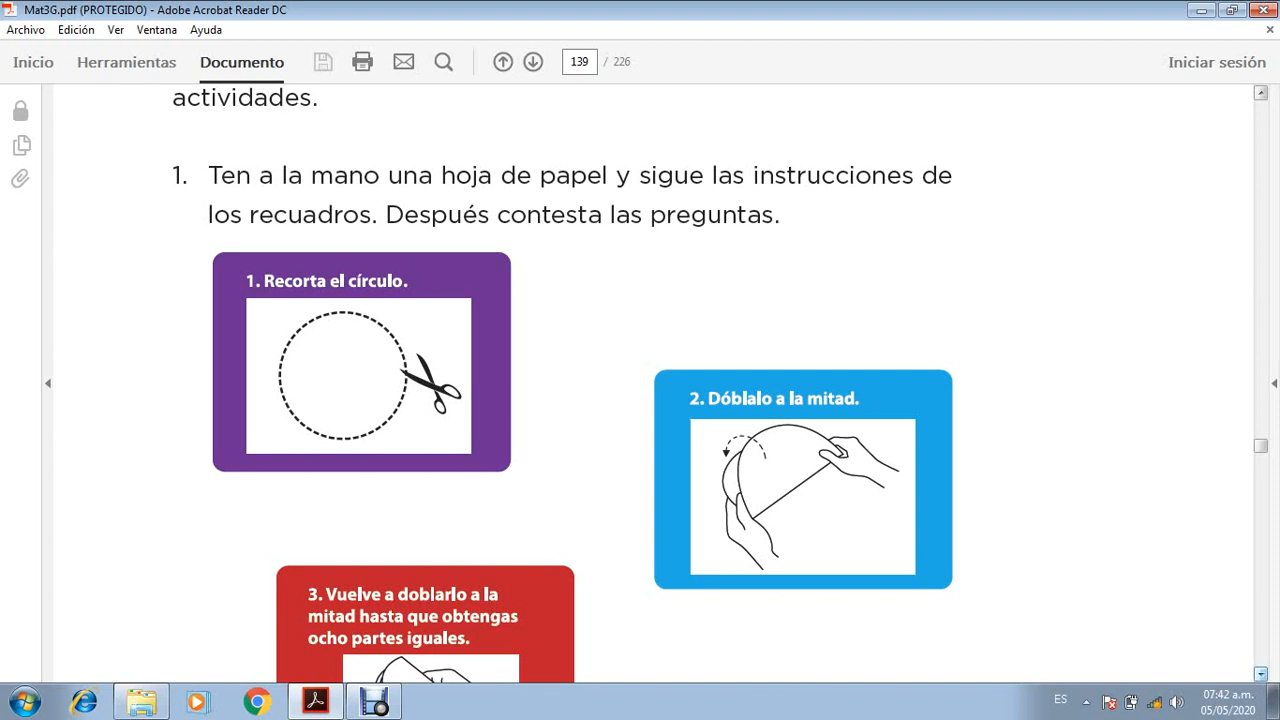 Mat3G.pdf (PROTEGIDO) - Adobe Acrobat Reader DC
Archivo Edición Ver Ventana Ayuda
Inicio Herramientas Documento 139 / 226 Iniciar sesión
actividades.
1. Ten a la mano una hoja de papel y sigue las instrucciones de
los recuadros. Después contesta las preguntas.
1. Recorta el círculo.
2. Dóblalo a la mitad.
3. Vuelve a doblarlo a la
mitad hasta que obtengas
ocho partes iguales.
ES 07:42 a.m.
05/05/2020